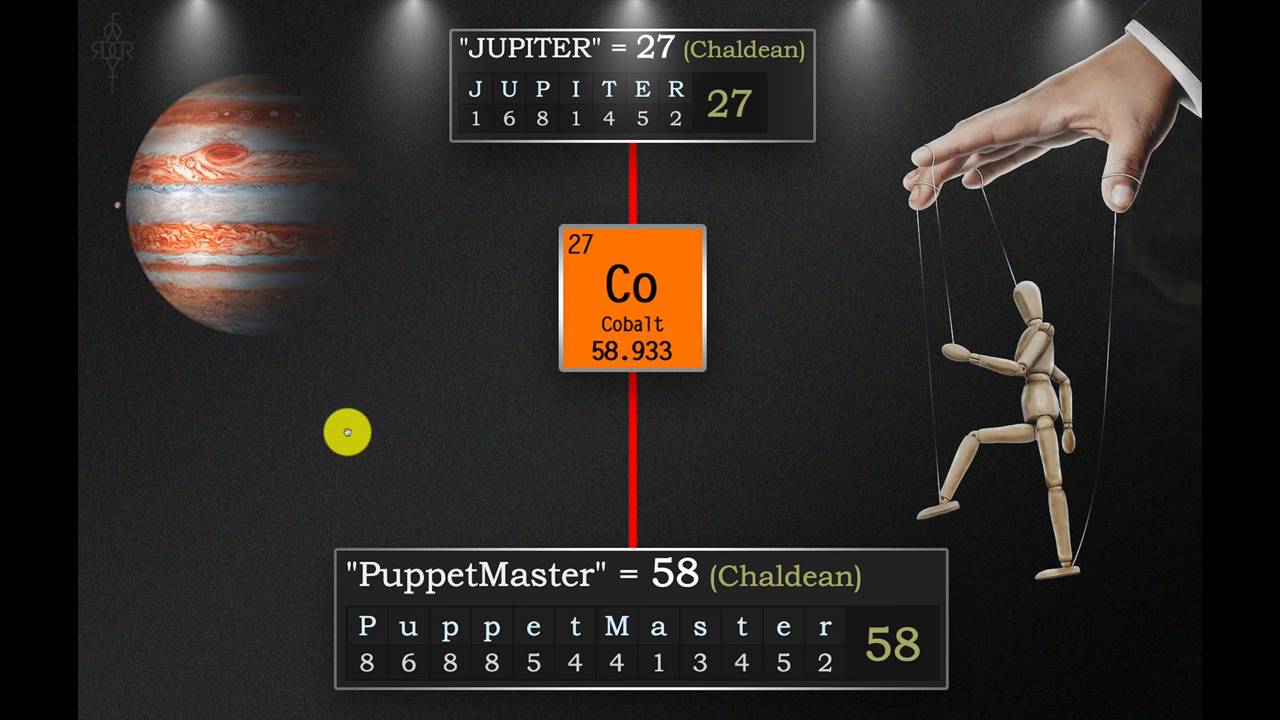 "JUPITER" = 27 (Chaldean)
J U P I T E R
27
1 6 8 1 4 5 2
27
Co
Cobalt
58.933
"PuppetMaster" = 58 (Chaldean)
P u p p e t M a s t e r
58
8 6 8 8 5 4 4 1 3 4 5 2